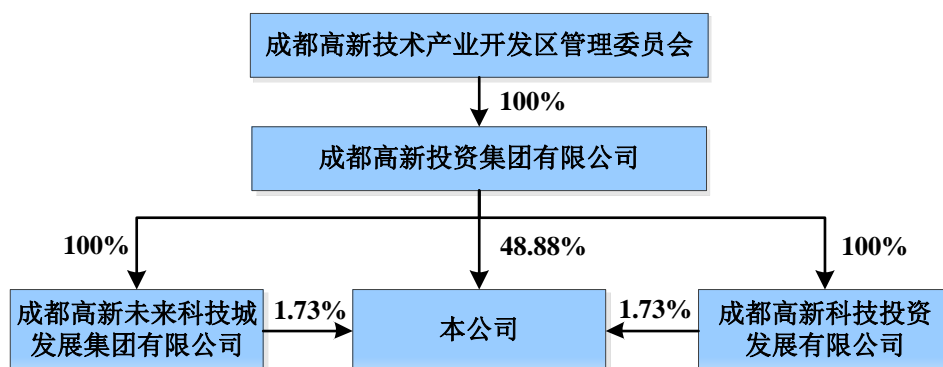 成都高新技术产业开发区管理委员会
100%
成都高新投资集团有限公司
100%
48.88%
100%
成都高新未来科技城
发展集团有限公司
1.73%
本公司
1.73%
成都高新科技投资
发展有限公司